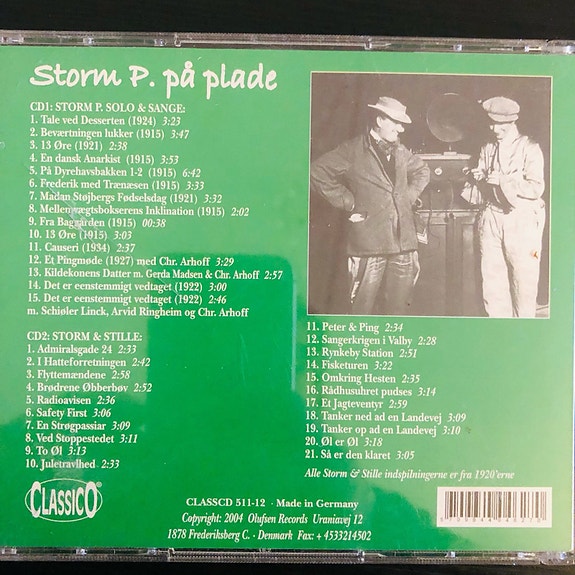 Storm P. på plade
CD1: STORM P. SOLO & SANGE:
1. Tale ved Desserten (1924) 3:23
2. Beværtningen lukker (1915) 3:47
3. 13 Øre (1921) 2:38
4. En dansk Anarkist (1915) 3:53
5. På Dyrehavsbakken 1-2 (1915) 6:42
6. Frederik med Trænæsen (1915) 3:33
7. Madan Støjbergs Fødselsdag (1921) 3:32
8. Mellemvægtsbokserens Inklination (1915) 2:02
9. Fra Baggården (1915) 00:38
10. 13 Øre (1915) 3:03
11. Causeri (1934) 2:37
12. Et Pingmøde (1927) med Chr. Arhoff 3:29
13. Kildekonens Datter m. Gerda Madsen & Chr. Arhoff 2:57
14. Det er eenstemmigt vedtaget (1922) 3:00
15. Det er eenstemmigt vedtaget (1922) 2:46
m. Schiøler Linck, Arvid Ringheim og Chr. Arhoff
CD2: STORM & STILLE:
1. Admiralsgade 24 2:33
2. I Hatteforretningen 2:42
3. Flyttemændene 2:58
4. Brødrene Øbberbøv 2:52
5. Radioavisen 2:36
6. Safety First 3:06
7. En Strøgpassiar 3:09
8. Ved Stoppestedet 3:11
9. To Øl 3:13
10. Juletravlhed 2:33
11. Peter & Ping 2:34
12. Sangerkrigen i Valby 2:28
13. Rynkeby Station 2:51
14. Fisketuren 3:22
15. Omkring Hesten 2:35
16. Rådhusuhret pudses 3:14
17. Et Jagteventyr 2:59
18. Tanker ned ad en Landevej 3:09
19. Tanker op ad en Landevej 3:10
20. Øl er Øl 3:18
21. Så er den klaret 3:05
Alle Storm & Stille indspilningerne er fra 1920'erne
CLASSICO
CLASSCD 511-12 · Made in Germany
Copyright: 2004 Olufsen Records Uraniavej 12
1878 Frederiksberg C. · Denmark Fax: +4533214502